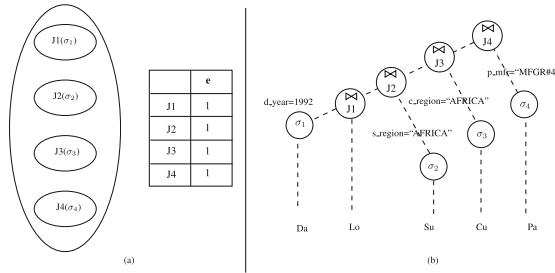 J1(σ₁)
J2(σ₂)
J3(σ₃)
J4(σ₄)
e
J1 1
J2 1
J3 1
J4 1
(a)
⋈
J4
⋈
J3
p_mfr="MFGR#4
⋈
J2
c_region="AFRICA"
d_year=1992
⋈
J1
σ₄
σ₁
s_region="AFRICA"
σ₃
σ₂
Da Lo Su Cu Pa
(b)